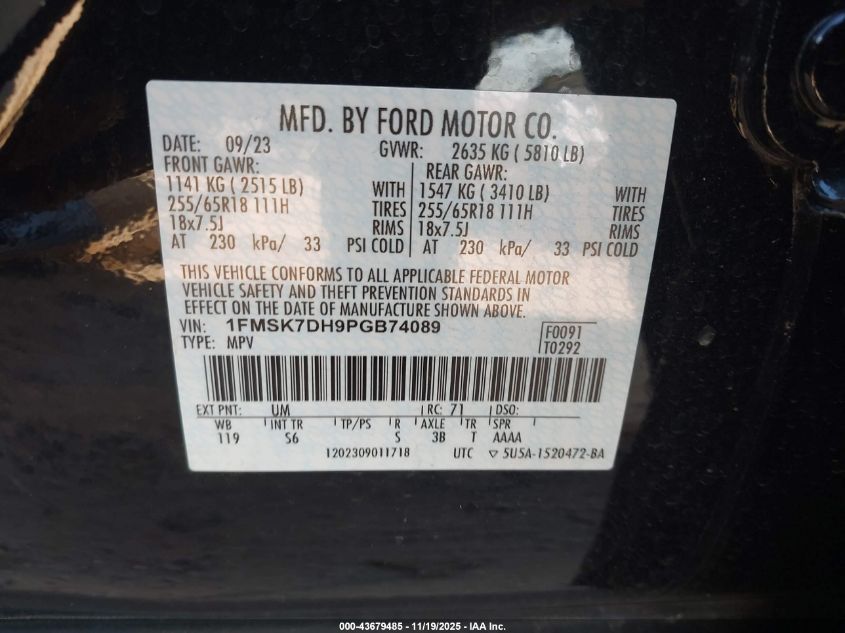 MFD. BY FORD MOTOR CO.
DATE: 09/23 GVWR: 2635 KG ( 5810 LB)
FRONT GAWR: REAR GAWR:
1141 KG ( 2515 LB) WITH 1547 KG ( 3410 LB) WITH
255/65R18 111H TIRES 255/65R18 111H TIRES
18x7.5J RIMS 18x7.5J RIMS
AT 230 kPa/ 33 PSI COLD AT 230 kPa/ 33 PSI COLD
THIS VEHICLE CONFORMS TO ALL APPLICABLE FEDERAL MOTOR
VEHICLE SAFETY AND THEFT PREVENTION STANDARDS IN
EFFECT ON THE DATE OF MANUFACTURE SHOWN ABOVE.
VIN: 1FMSK7DH9PGB74089 F0091
TYPE: MPV T0292
EXT PNT: UM RC: 71 DSO:
WB INT TR TP/PS R AXLE TR SPR
119 S6 S 3B T AAAA
1202309011718 UTC ▽ 5U5A-1520472-BA
000-43679485 - 11/19/2025 - IAA Inc.